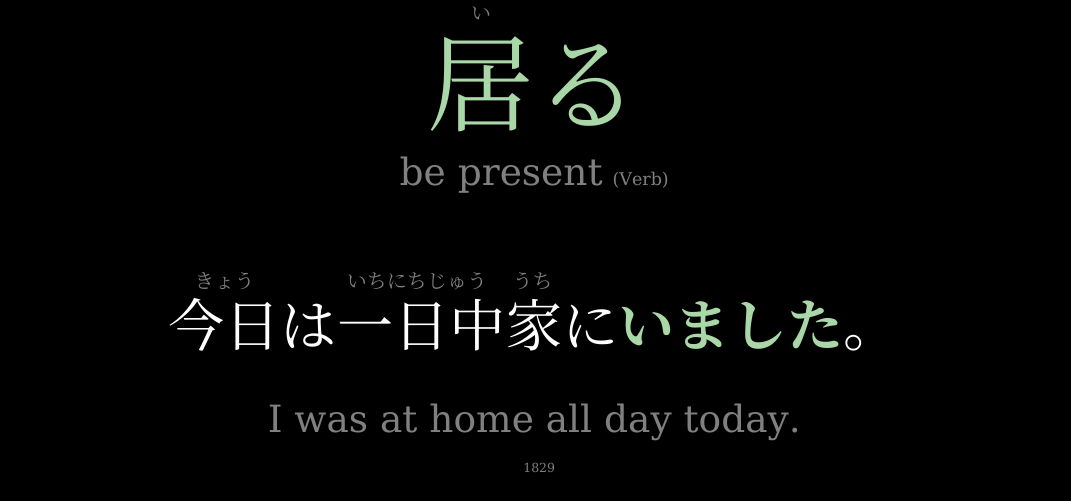 い
居る
be present (Verb)
きょう いちにちじゅう うち
今日は一日中家にいました。
I was at home all day today.
1829